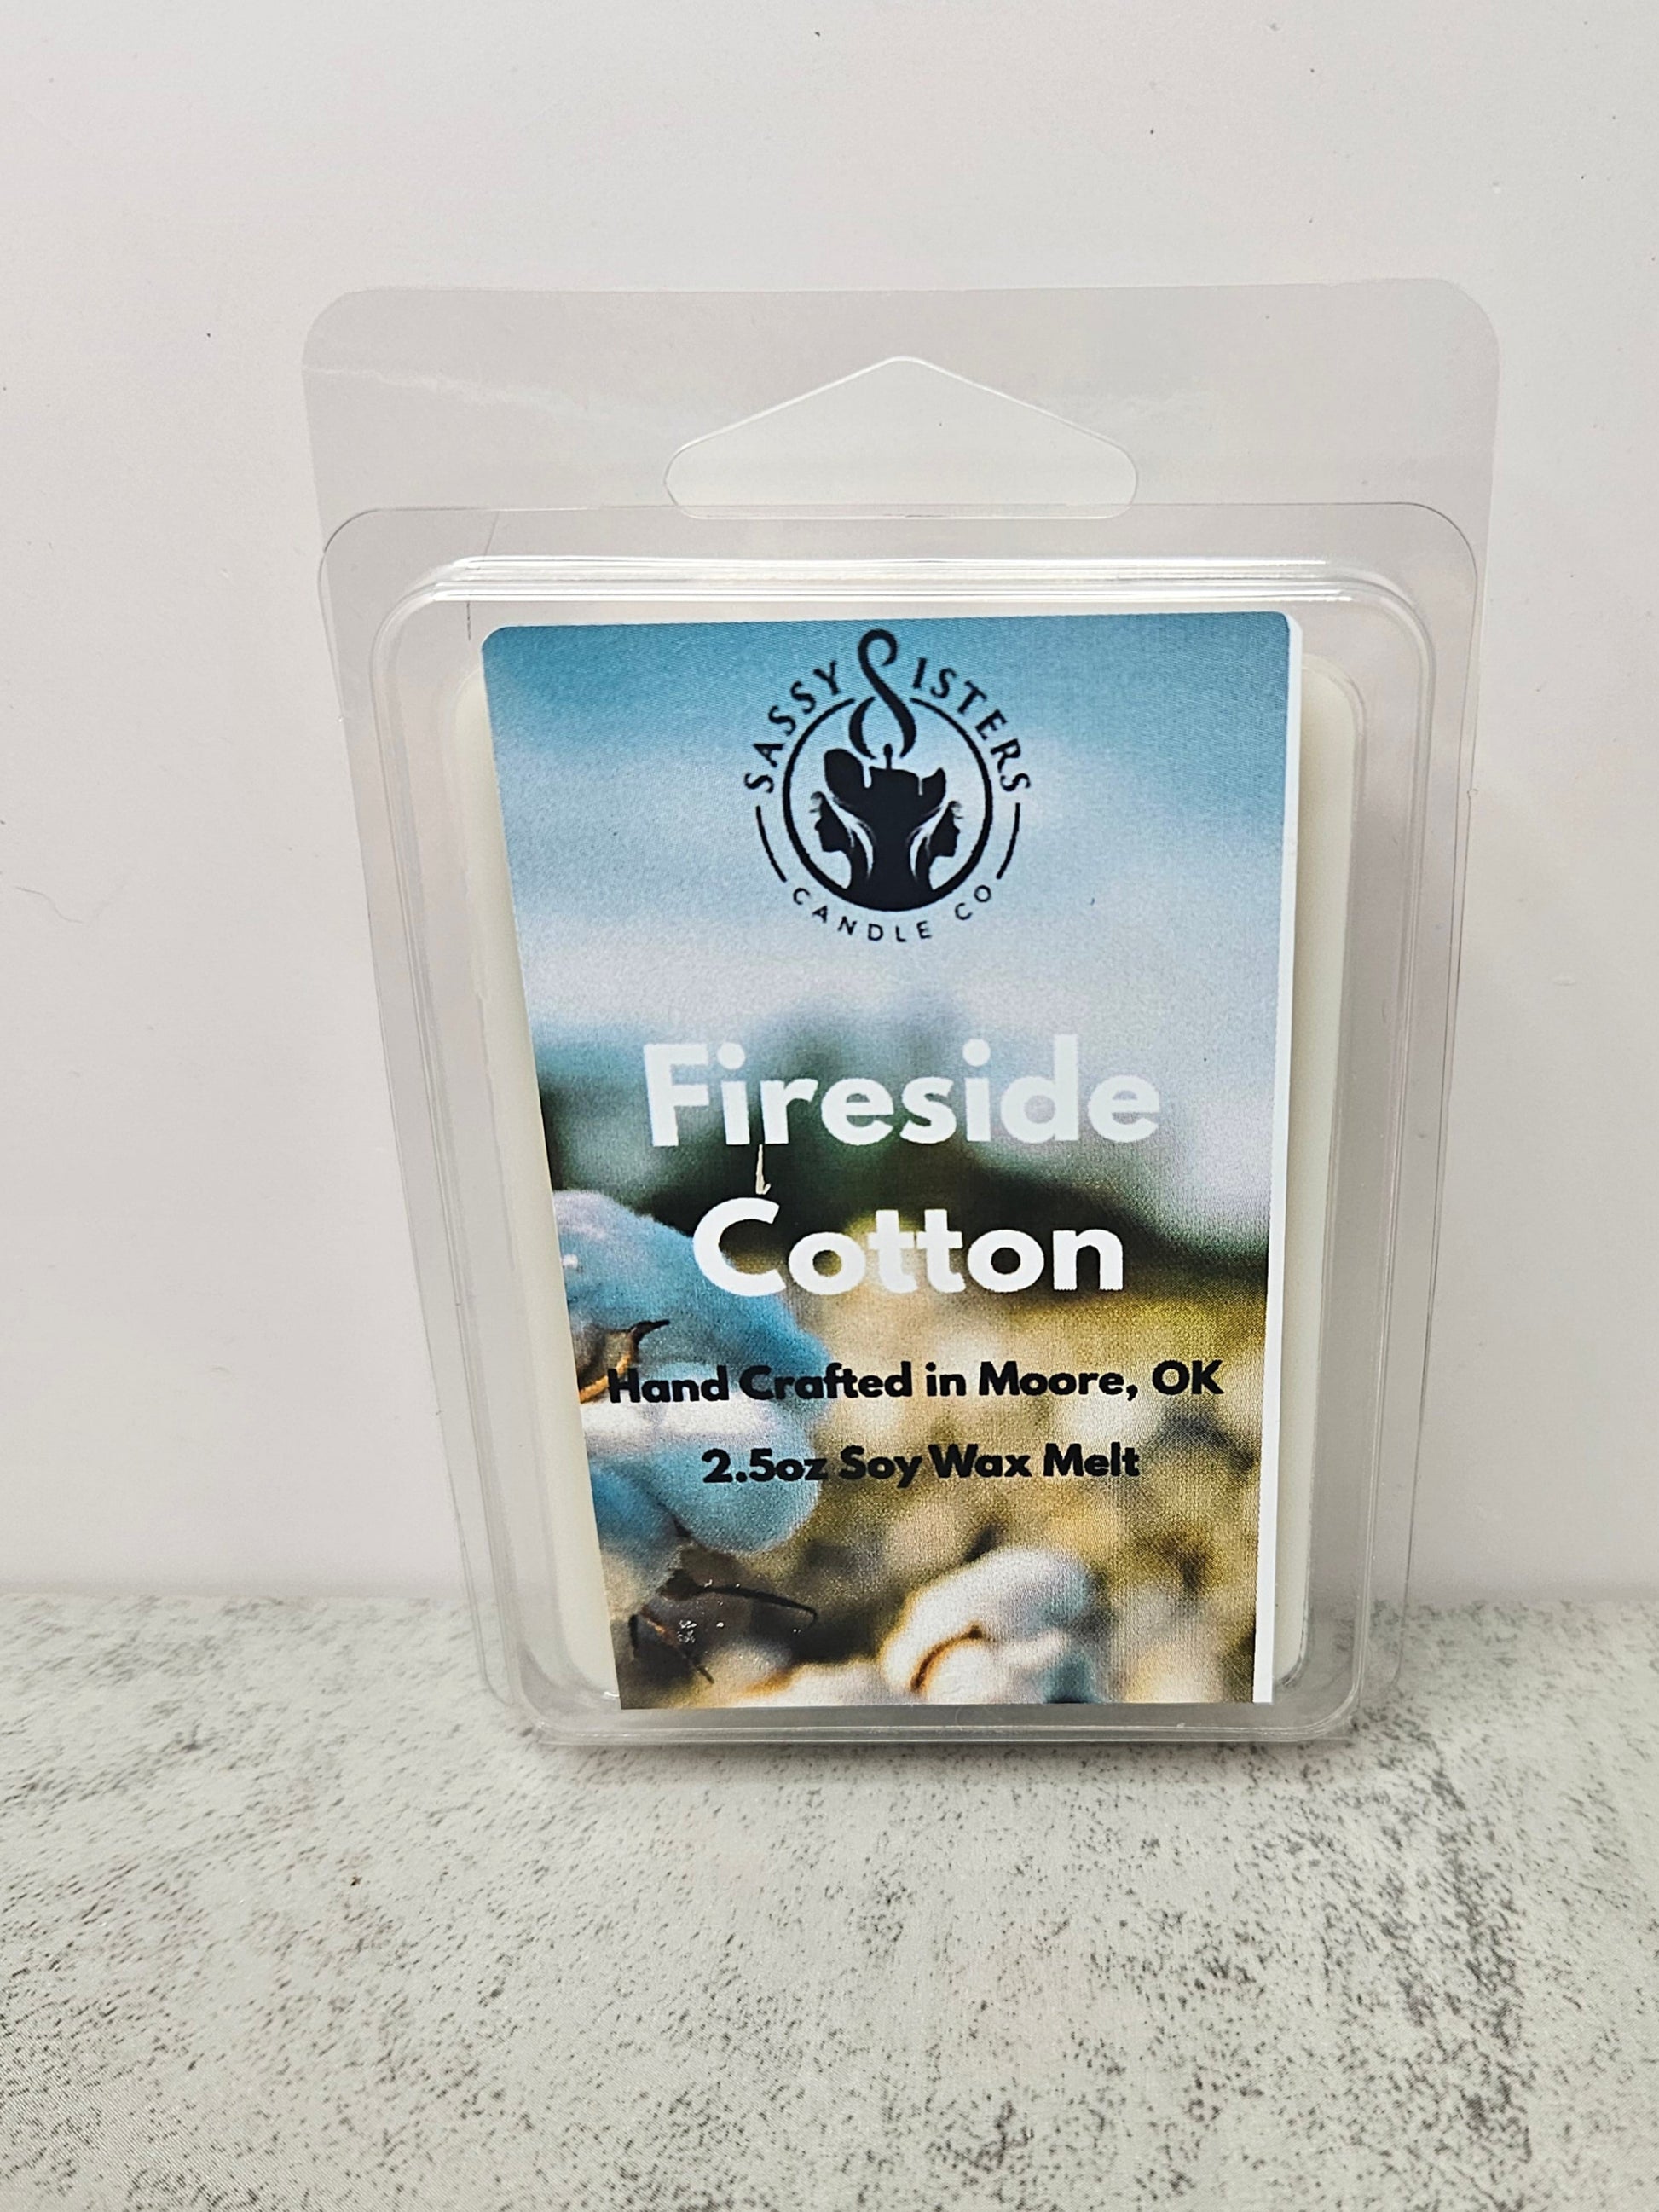 SASSY SISTERS
CANDLE CO
Fireside
Cotton
Hand Crafted in Moore, OK
2.5oz Soy Wax Melt